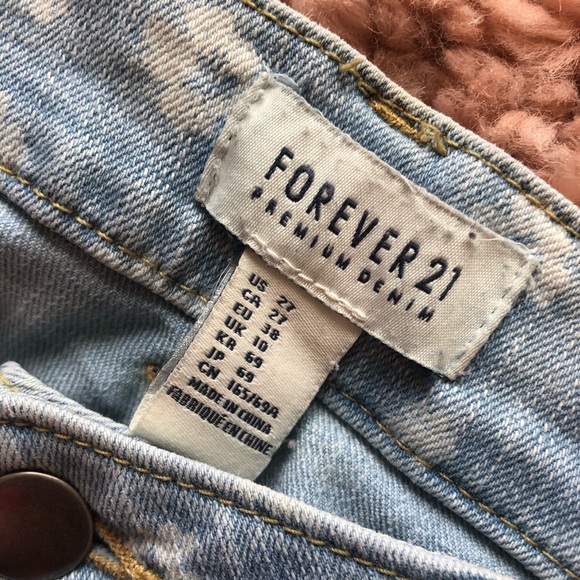 FOREVER 21
PREMIUM DENIM
US 27
CA 27
EU 38
UK 10
KR 69
JP 69
CN 165/69A
MADE IN CHINA
FABRIQUE EN CHINE